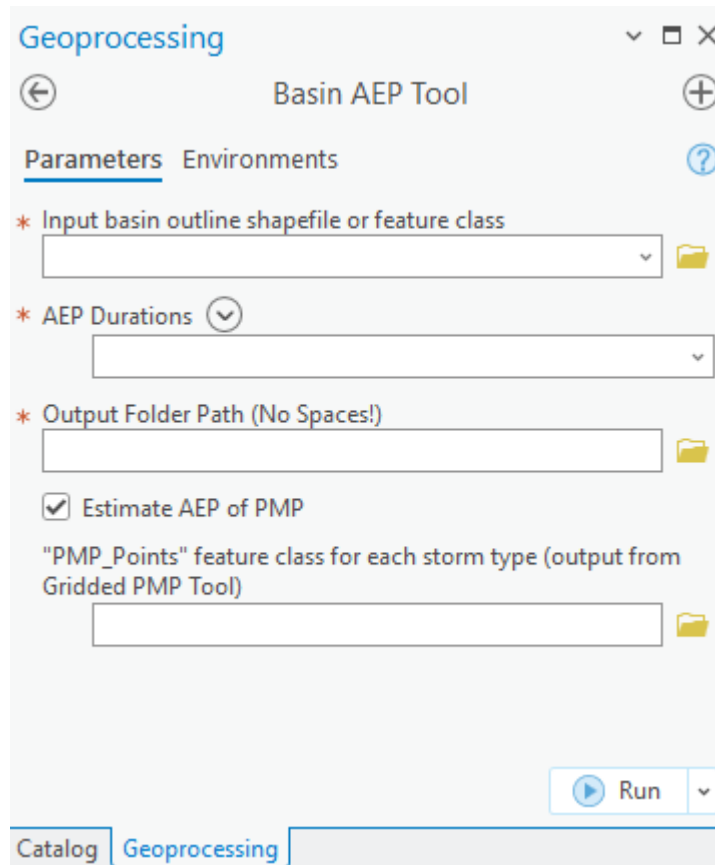 Geoprocessing
Basin AEP Tool
Parameters Environments
* Input basin outline shapefile or feature class
* AEP Durations
* Output Folder Path (No Spaces!)
Estimate AEP of PMP
"PMP_Points" feature class for each storm type (output from
Gridded PMP Tool)
Run
Catalog Geoprocessing